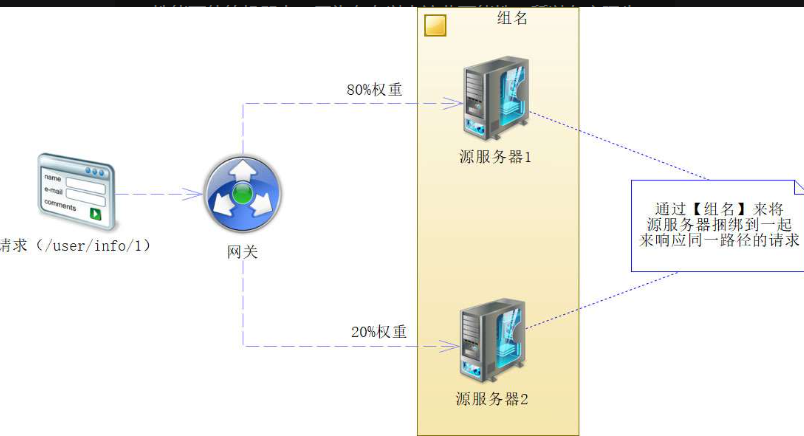 组名
80%权重
源服务器1
name
e-mail
comments
请求（/user/info/1）
网关
通过【组名】来将
源服务器捆绑到一起
来响应同一路径的请求
20%权重
源服务器2